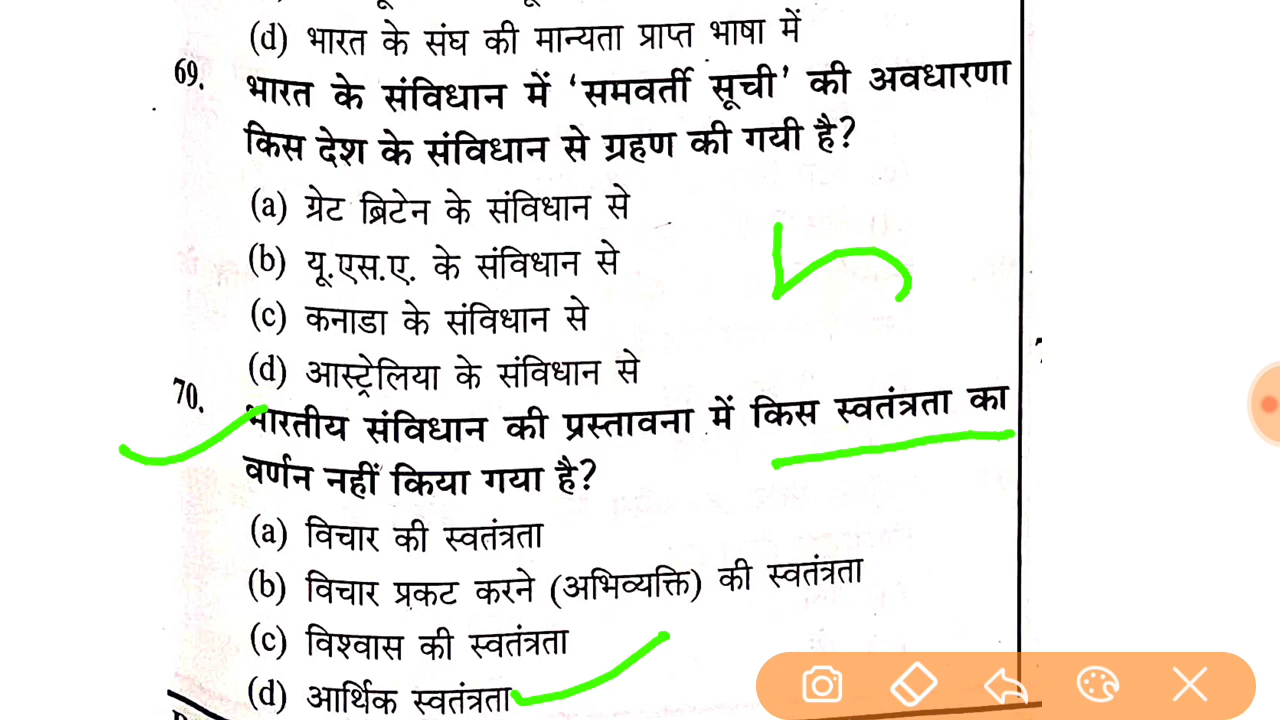 (d) भारत के संघ की मान्यता प्राप्त भाषा में
69. भारत के संविधान में ‘समवर्ती सूची’ की अवधारणा
किस देश के संविधान से ग्रहण की गयी है?
(a) ग्रेट ब्रिटेन के संविधान से
(b) यू.एस.ए. के संविधान से
(c) कनाडा के संविधान से
(d) आस्ट्रेलिया के संविधान से
70. भारतीय संविधान की प्रस्तावना में किस स्वतंत्रता का
वर्णन नहीं किया गया है?
(a) विचार की स्वतंत्रता
(b) विचार प्रकट करने (अभिव्यक्ति) की स्वतंत्रता
(c) विश्वास की स्वतंत्रता
(d) आर्थिक स्वतंत्रता